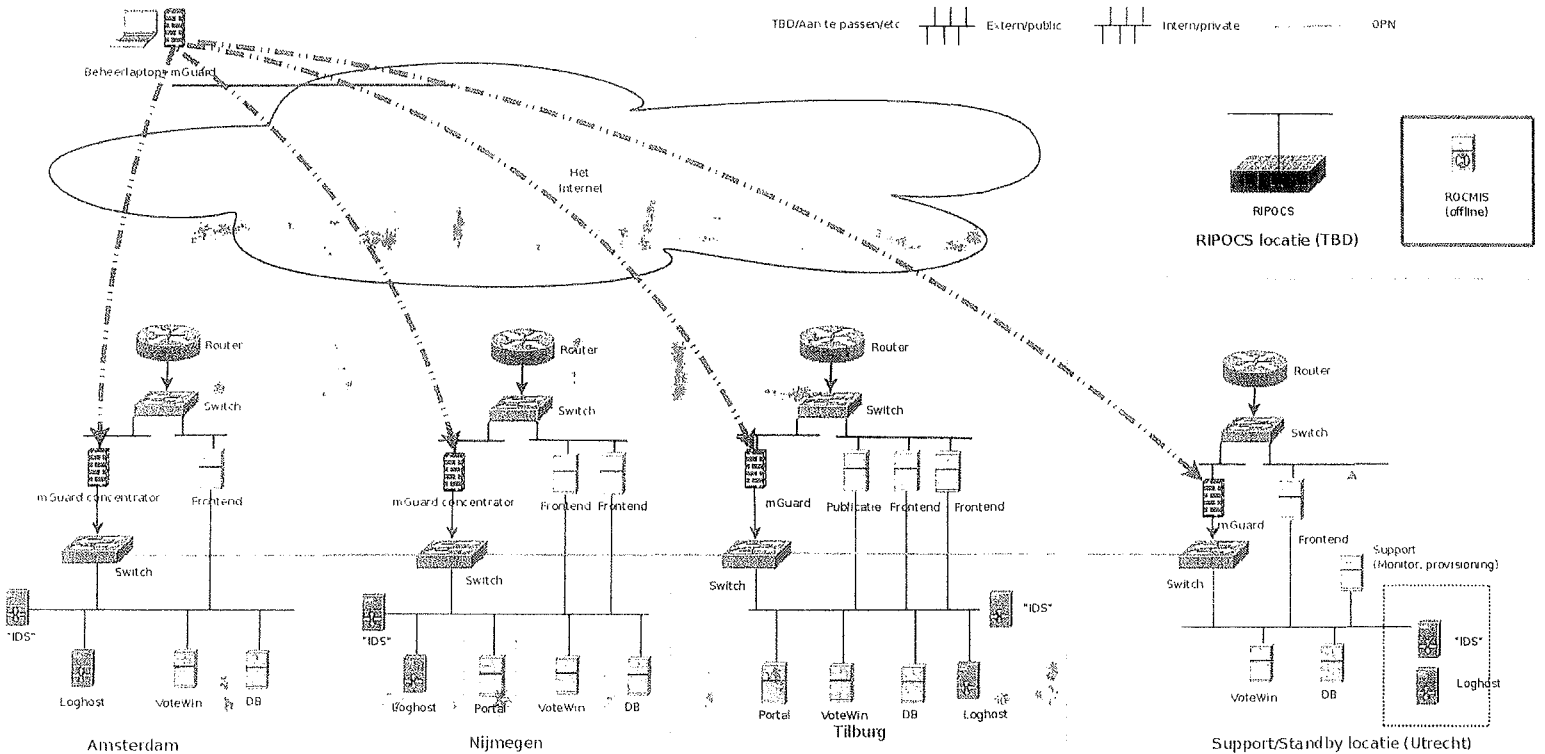 TBD/Aan te passen/etc
Extern/public
Intern/private
OPN
Beheerlaptop+mGuard
Het
Internet
RIPOCS
RIPOCS locatie (TBD)
ROCMIS
(offline)
Router
Switch
mGuard concentrator
Frontend
Switch
"IDS"
Loghost
VoteWin
DB
Amsterdam
Router
Switch
mGuard concentrator
Frontend
Frontend
Switch
"IDS"
Loghost
Portal
VoteWin
DB
Nijmegen
Router
Switch
mGuard
Publicatie
Frontend
Frontend
Switch
"IDS"
Portal
VoteWin
DB
Loghost
Tilburg
Router
Switch
mGuard
Frontend
Switch
Support
(Monitor, provisioning)
"IDS"
Loghost
VoteWin
DB
Support/Standby locatie (Utrecht)